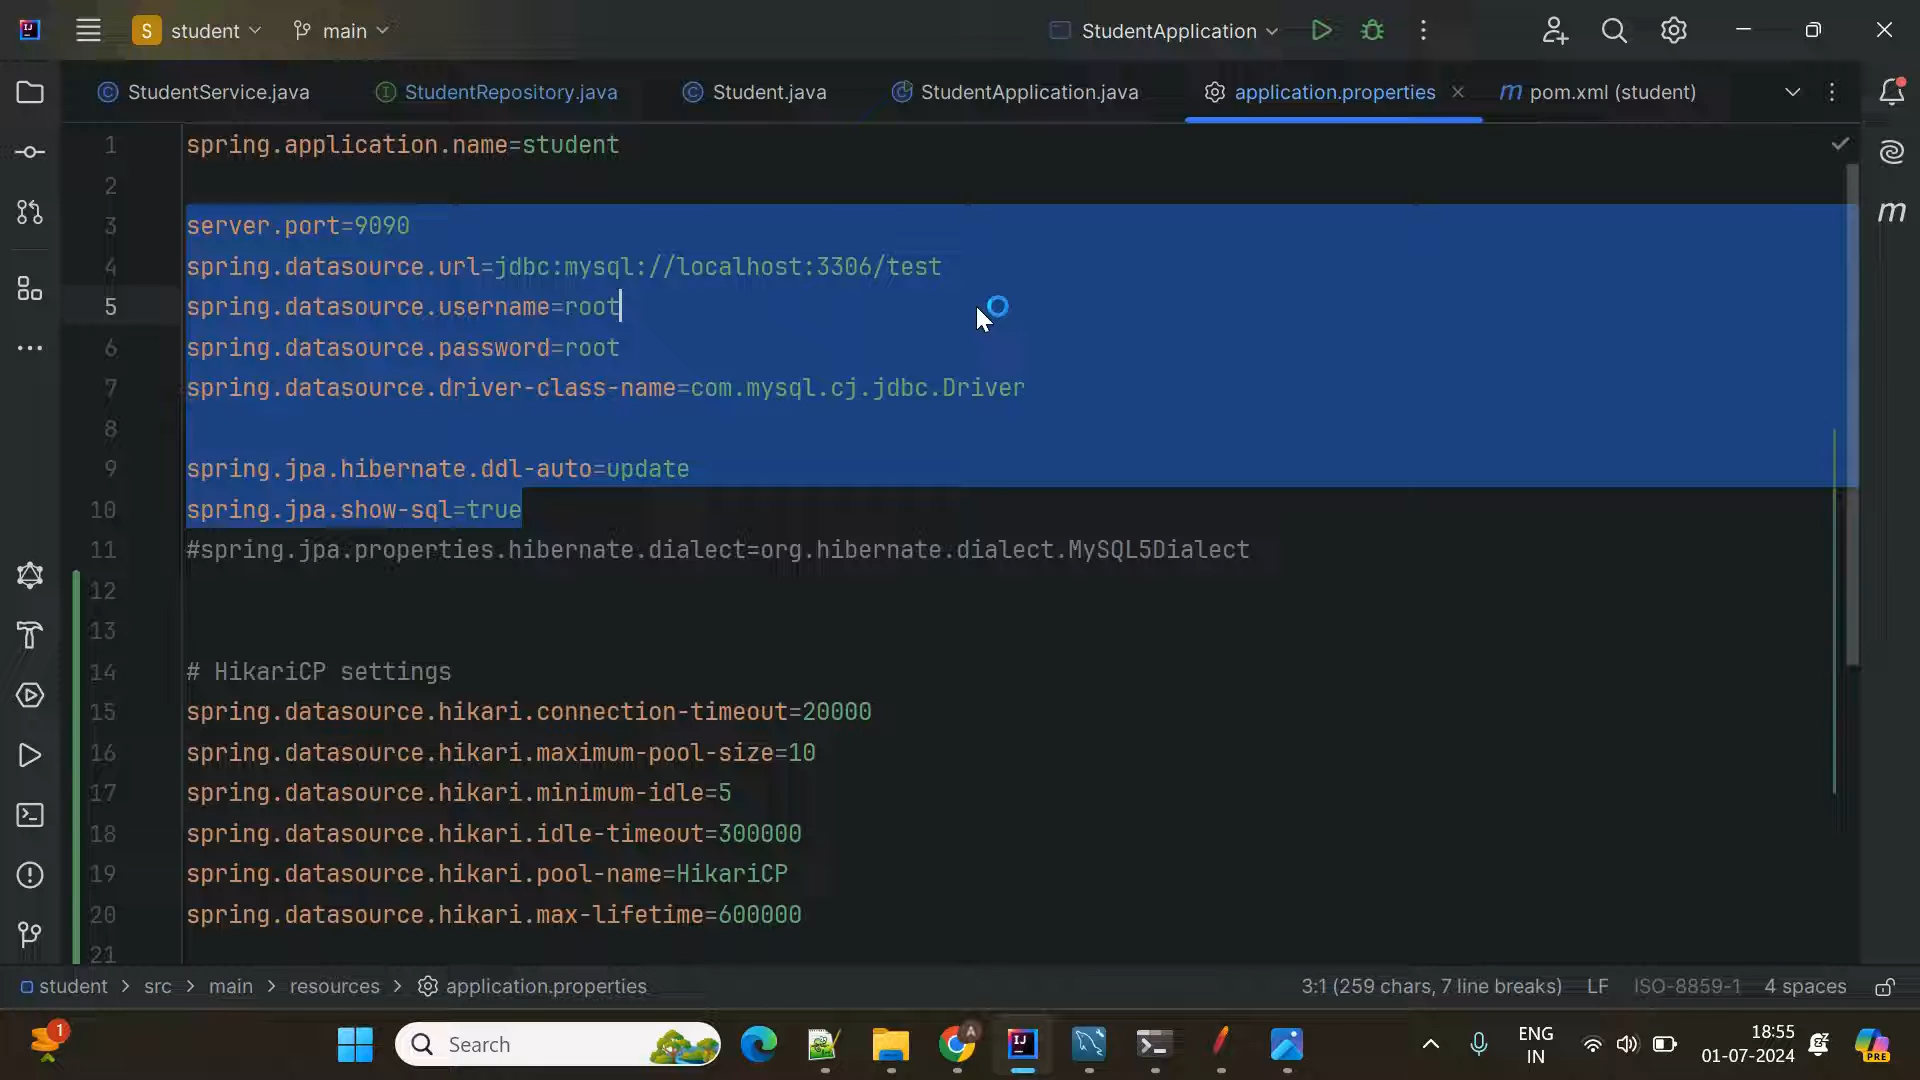 S student main StudentApplication
StudentService.java StudentRepository.java Student.java StudentApplication.java application.properties m pom.xml (student)
1 spring.application.name=student
2
3 server.port=9090
4 spring.datasource.url=jdbc:mysql://localhost:3306/test
5 spring.datasource.username=root
6 spring.datasource.password=root
7 spring.datasource.driver-class-name=com.mysql.cj.jdbc.Driver
8
9 spring.jpa.hibernate.ddl-auto=update
10 spring.jpa.show-sql=true
11 #spring.jpa.properties.hibernate.dialect=org.hibernate.dialect.MySQL5Dialect
12
13
14 # HikariCP settings
15 spring.datasource.hikari.connection-timeout=20000
16 spring.datasource.hikari.maximum-pool-size=10
17 spring.datasource.hikari.minimum-idle=5
18 spring.datasource.hikari.idle-timeout=300000
19 spring.datasource.hikari.pool-name=HikariCP
20 spring.datasource.hikari.max-lifetime=600000
21
student > src > main > resources > application.properties 3:1 (259 chars, 7 line breaks) LF ISO-8859-1 4 spaces
1 Search A IJ ENG 18:55
IN 01-07-2024 PRE